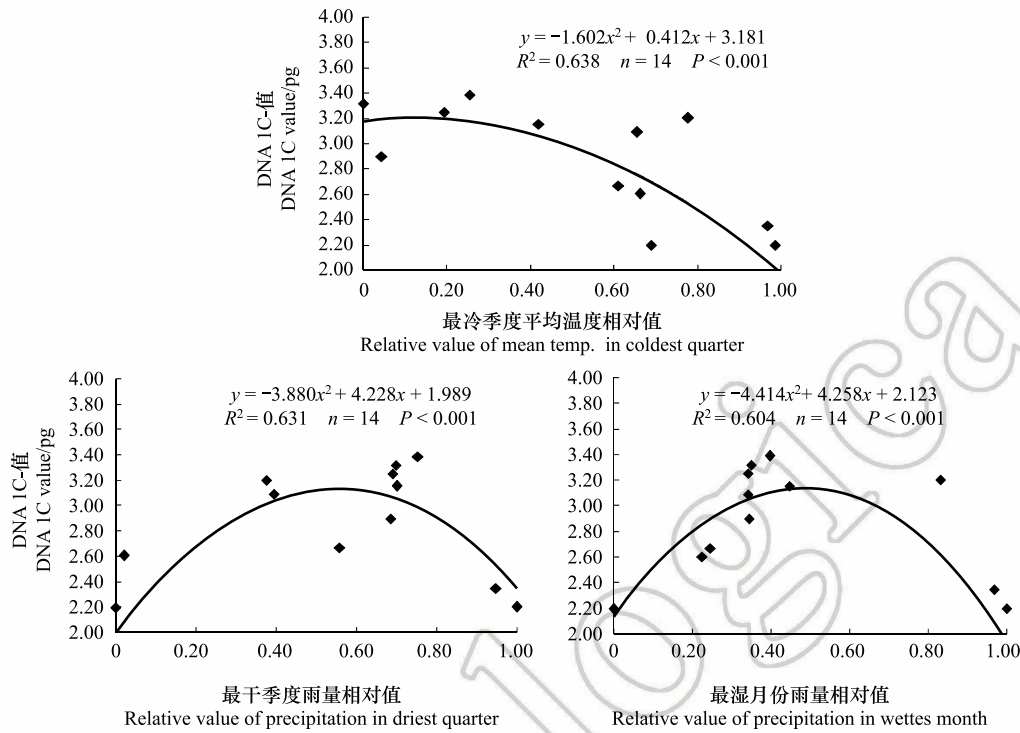 y = −1.602x² + 0.412x + 3.181
R² = 0.638 n = 14 P < 0.001
DNA 1C-值
DNA 1C value/pg
4.00
3.80
3.60
3.40
3.20
3.00
2.80
2.60
2.40
2.20
2.00
0 0.20 0.40 0.60 0.80 1.00
最冷季度平均温度相对值
Relative value of mean temp. in coldest quarter
y = −3.880x² + 4.228x + 1.989
R² = 0.631 n = 14 P < 0.001
DNA 1C-值
DNA 1C value/pg
4.00
3.80
3.60
3.40
3.20
3.00
2.80
2.60
2.40
2.20
2.00
0 0.20 0.40 0.60 0.80 1.00
最干季度雨量相对值
Relative value of precipitation in driest quarter
y = −4.414x² + 4.258x + 2.123
R² = 0.604 n = 14 P < 0.001
4.00
3.80
3.60
3.40
3.20
3.00
2.80
2.60
2.40
2.20
2.00
0 0.20 0.40 0.60 0.80 1.00
最湿月份雨量相对值
Relative value of precipitation in wettes month
logica